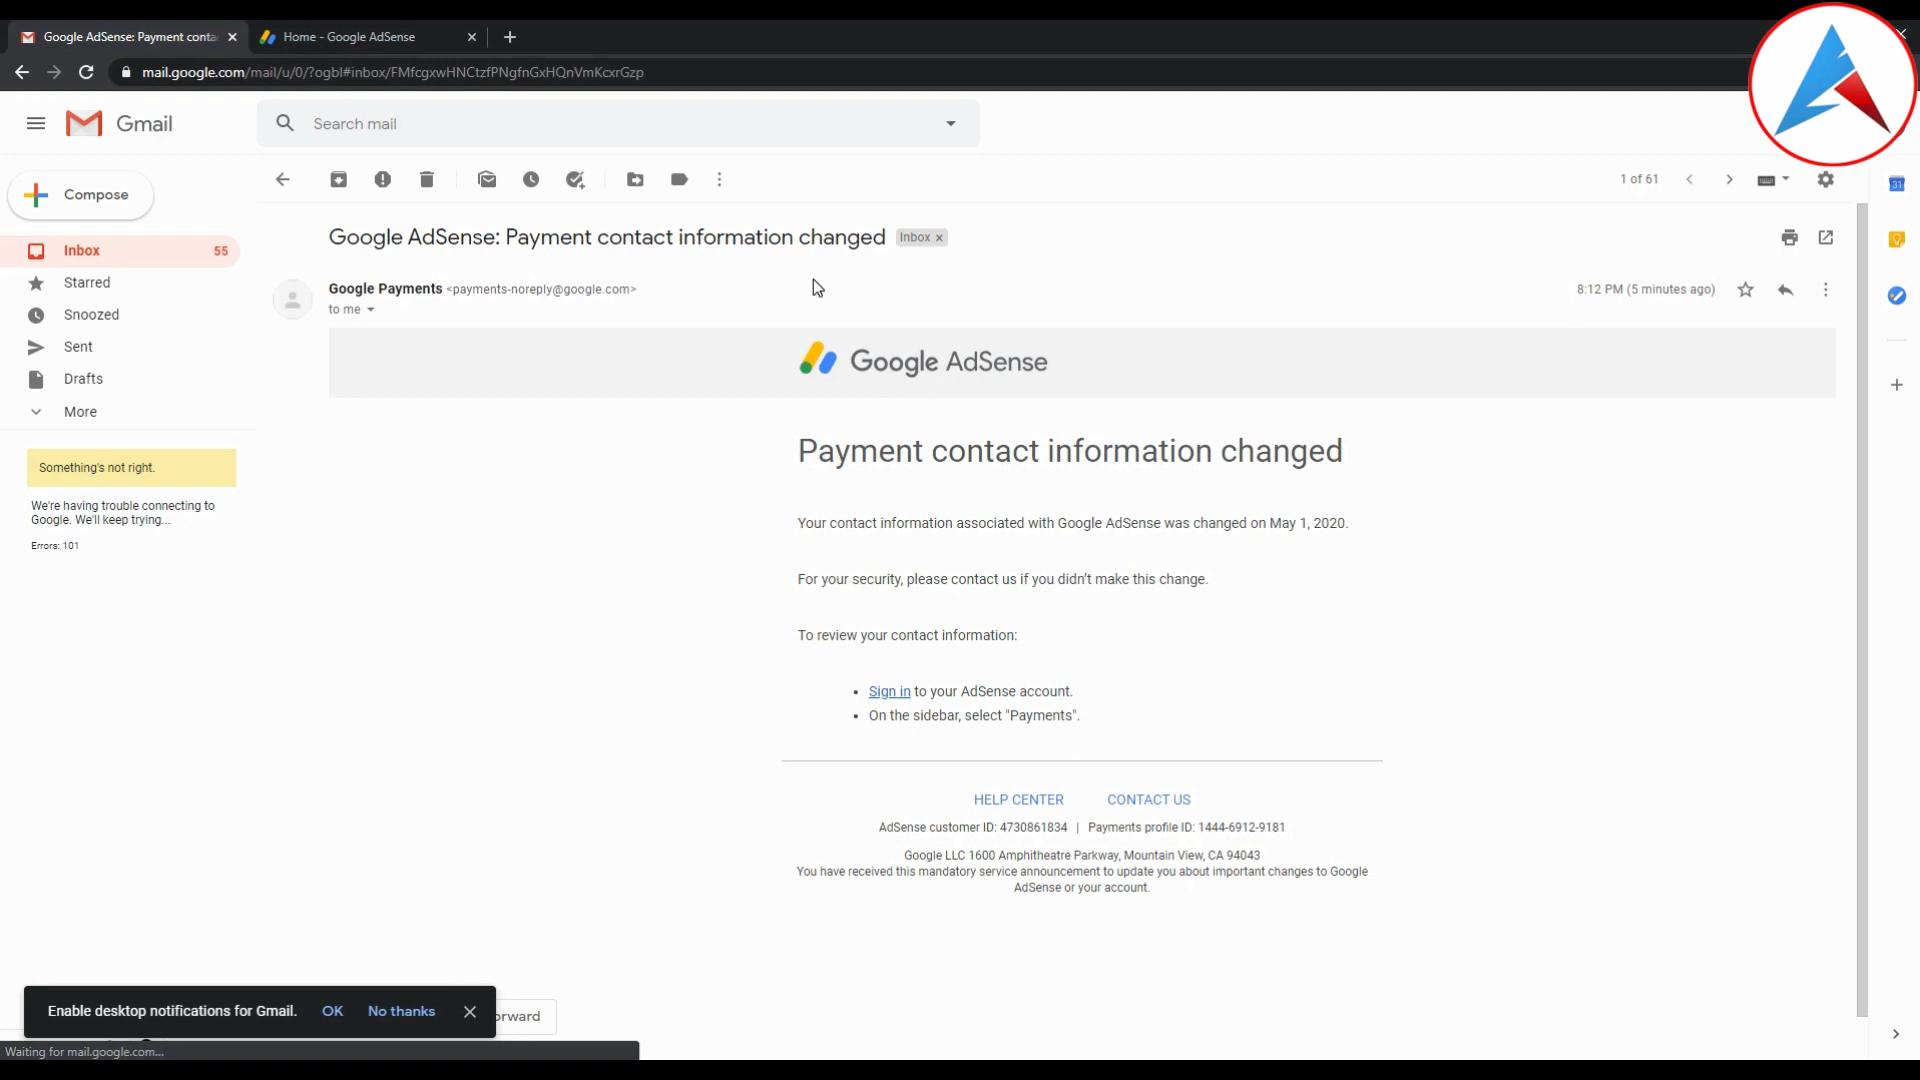 Google AdSense: Payment conta
Home - Google AdSense
mail.google.com/mail/u/0/?ogbl#inbox/FMfcgxwHNCtzfPNgfnGxHQnVmKcxrGzp
Gmail
Search mail
Compose
1 of 61
31
Inbox 55
Starred
Snoozed
Sent
Drafts
More
Something's not right.
We're having trouble connecting to
Google. We'll keep trying...
Errors: 101
Google AdSense: Payment contact information changed Inbox x
Google Payments <payments-noreply@google.com>
8:12 PM (5 minutes ago)
to me
Google AdSense
Payment contact information changed
Your contact information associated with Google AdSense was changed on May 1, 2020.
For your security, please contact us if you didn't make this change.
To review your contact information:
• Sign in to your AdSense account.
• On the sidebar, select "Payments".
HELP CENTER CONTACT US
AdSense customer ID: 4730861834 | Payments profile ID: 1444-6912-9181
Google LLC 1600 Amphitheatre Parkway, Mountain View, CA 94043
You have received this mandatory service announcement to update you about important changes to Google
AdSense or your account.
Enable desktop notifications for Gmail. OK No thanks
orward
Waiting for mail.google.com...